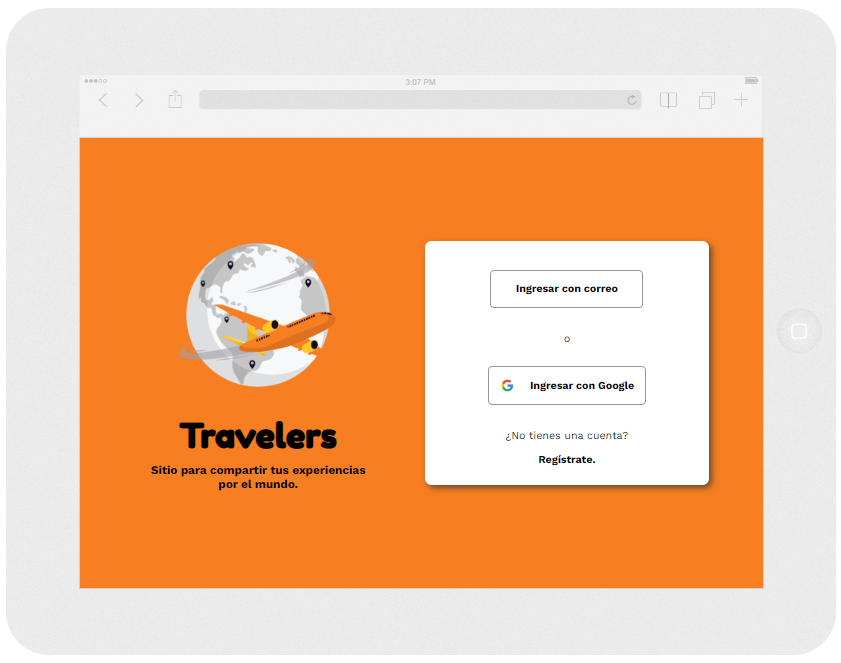 3:07 PM
Travelers
Sitio para compartir tus experiencias
por el mundo.
Ingresar con correo
o
Ingresar con Google
¿No tienes una cuenta?
Regístrate.